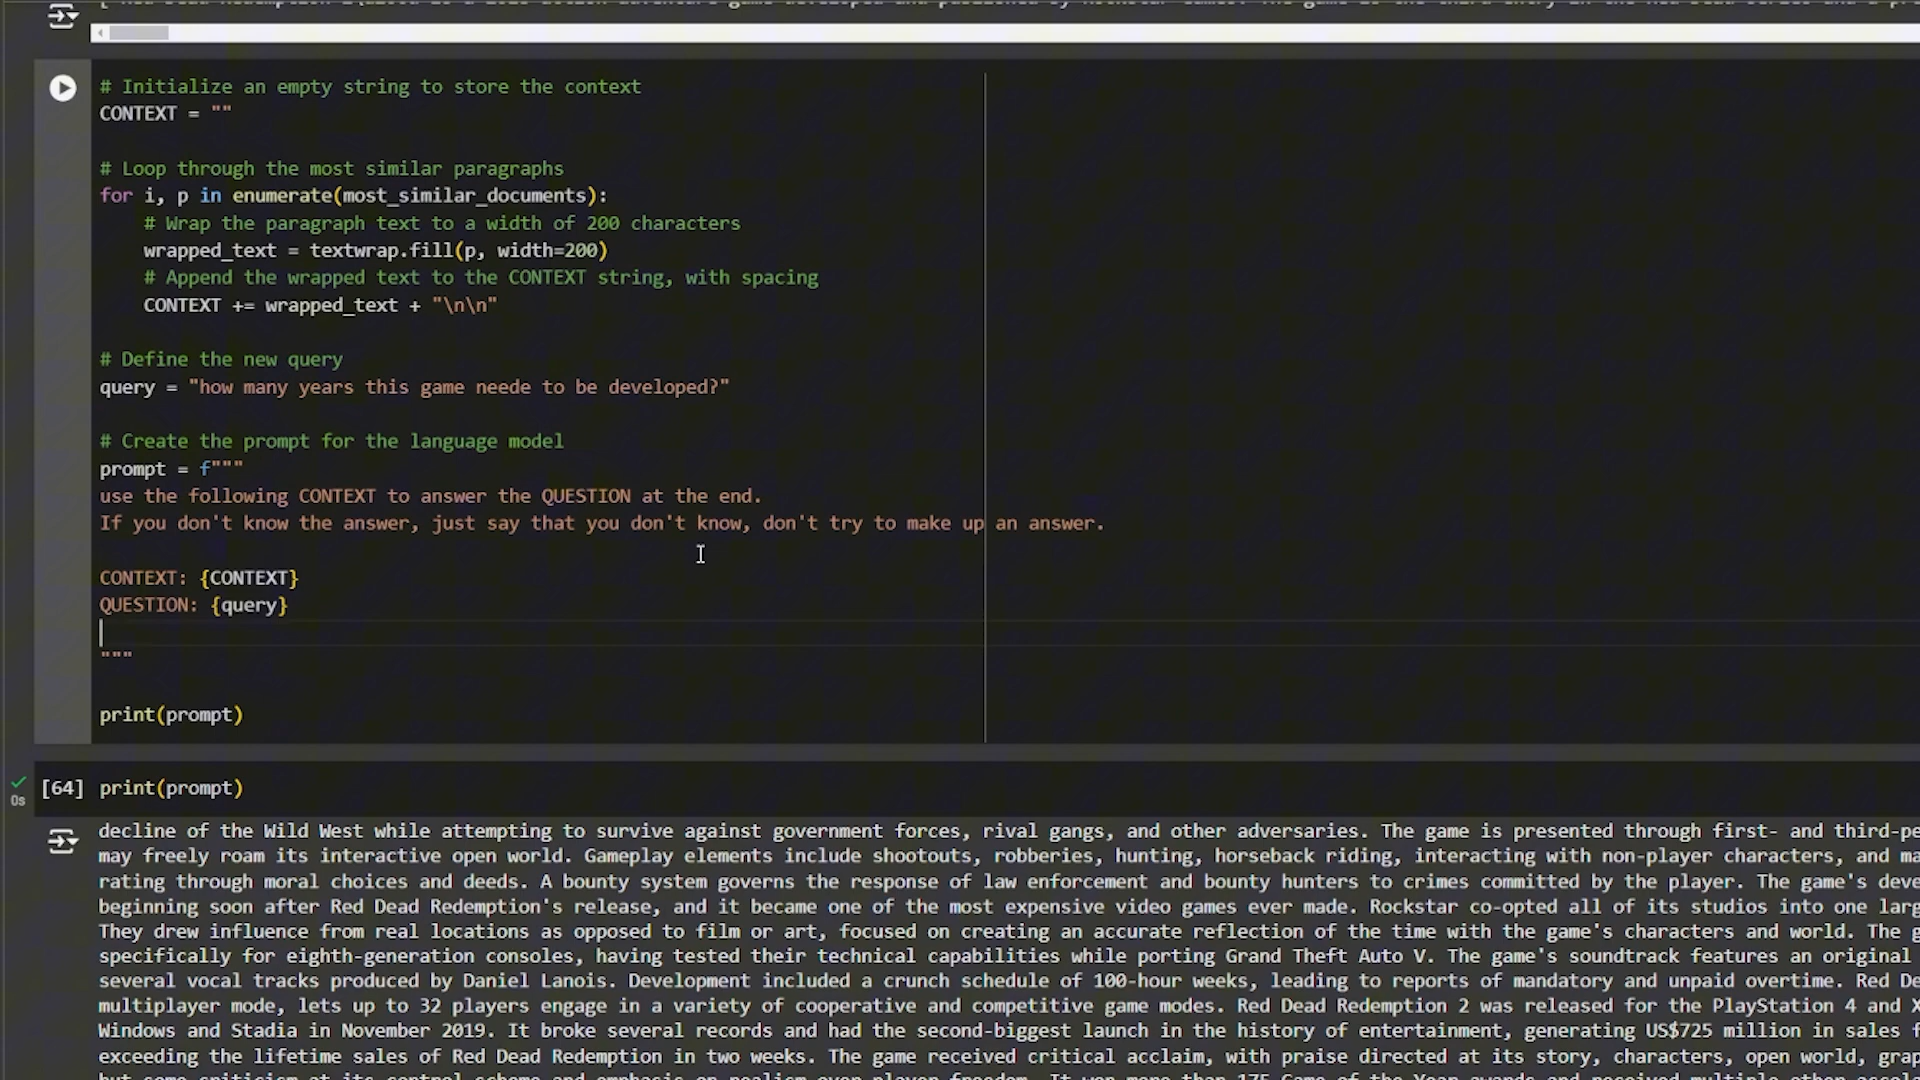 # Initialize an empty string to store the context
CONTEXT = ""
# Loop through the most similar paragraphs
for i, p in enumerate(most_similar_documents):
# Wrap the paragraph text to a width of 200 characters
wrapped_text = textwrap.fill(p, width=200)
# Append the wrapped text to the CONTEXT string, with spacing
CONTEXT += wrapped_text + "\n\n"
# Define the new query
query = "how many years this game neede to be developed?"
# Create the prompt for the language model
prompt = f"""
use the following CONTEXT to answer the QUESTION at the end.
If you don't know the answer, just say that you don't know, don't try to make up an answer.
CONTEXT: {CONTEXT}
QUESTION: {query}
"""
print(prompt)
[64] print(prompt)
0s
decline of the Wild West while attempting to survive against government forces, rival gangs, and other adversaries. The game is presented through first- and third-pe
may freely roam its interactive open world. Gameplay elements include shootouts, robberies, hunting, horseback riding, interacting with non-player characters, and ma
rating through moral choices and deeds. A bounty system governs the response of law enforcement and bounty hunters to crimes committed by the player. The game's deve
beginning soon after Red Dead Redemption's release, and it became one of the most expensive video games ever made. Rockstar co-opted all of its studios into one larg
They drew influence from real locations as opposed to film or art, focused on creating an accurate reflection of the time with the game's characters and world. The g
specifically for eighth-generation consoles, having tested their technical capabilities while porting Grand Theft Auto V. The game's soundtrack features an original
several vocal tracks produced by Daniel Lanois. Development included a crunch schedule of 100-hour weeks, leading to reports of mandatory and unpaid overtime. Red De
multiplayer mode, lets up to 32 players engage in a variety of cooperative and competitive game modes. Red Dead Redemption 2 was released for the PlayStation 4 and X
Windows and Stadia in November 2019. It broke several records and had the second-biggest launch in the history of entertainment, generating US$725 million in sales f
exceeding the lifetime sales of Red Dead Redemption in two weeks. The game received critical acclaim, with praise directed at its story, characters, open world, grap